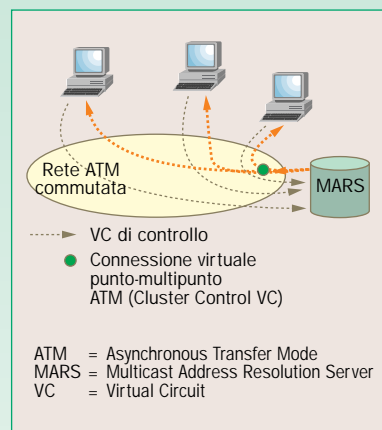 Rete ATM
commutata
MARS
VC di controllo
Connessione virtuale
punto-multipunto
ATM (Cluster Control VC)
ATM = Asynchronous Transfer Mode
MARS = Multicast Address Resolution Server
VC = Virtual Circuit